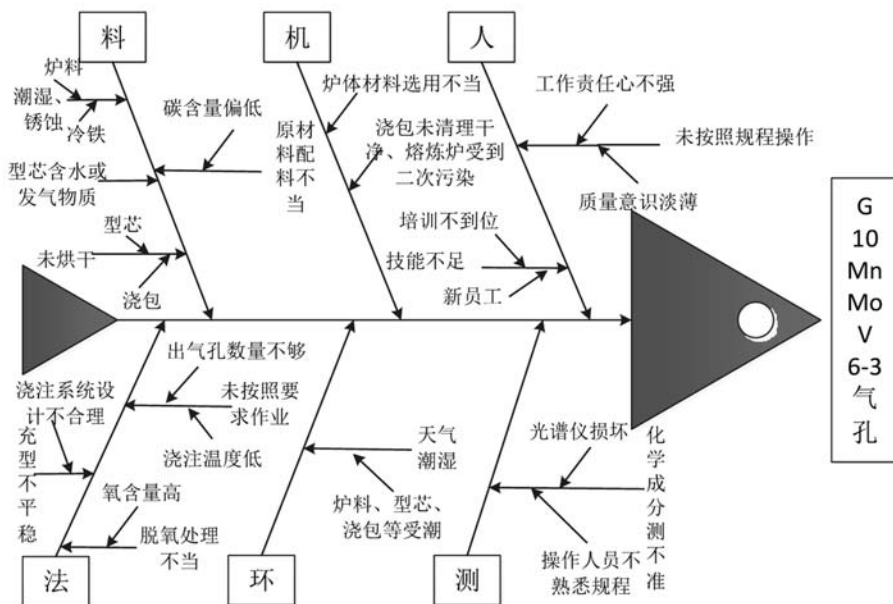 料
机
人
炉料
潮湿、
锈蚀
冷铁
碳含量偏低
型芯含水或
发气物质
型芯
未烘干
浇包
炉体材料选用不当
原材
料配
料不
当
浇包未清理干
净、熔炼炉受到
二次污染
工作责任心不强
未按照规程操作
质量意识淡薄
培训不到位
技能不足
新员工
G
10
Mn
Mo
V
6-3
气
孔
浇注系统设
计不合理
出气孔数量不够
未按照要
求作业
浇注温度低
充
型
不
平
稳
氧含量高
脱氧处理
不当
天气
潮湿
炉料、型芯、
浇包等受潮
光谱仪损坏
化
学
成
分
测
不
准
操作人员不
熟悉规程
法
环
测